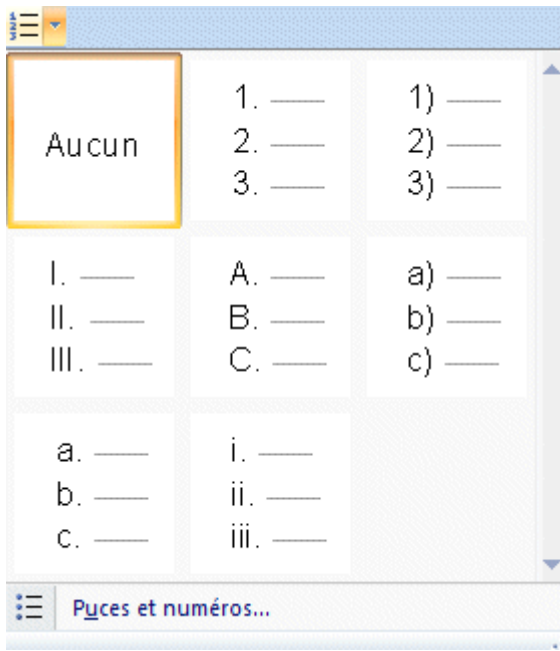 Aucun
1.
2.
3.
1)
2)
3)
I.
II.
III.
A.
B.
C.
a)
b)
c)
a.
b.
c.
i.
ii.
iii.
Puces et numéros...